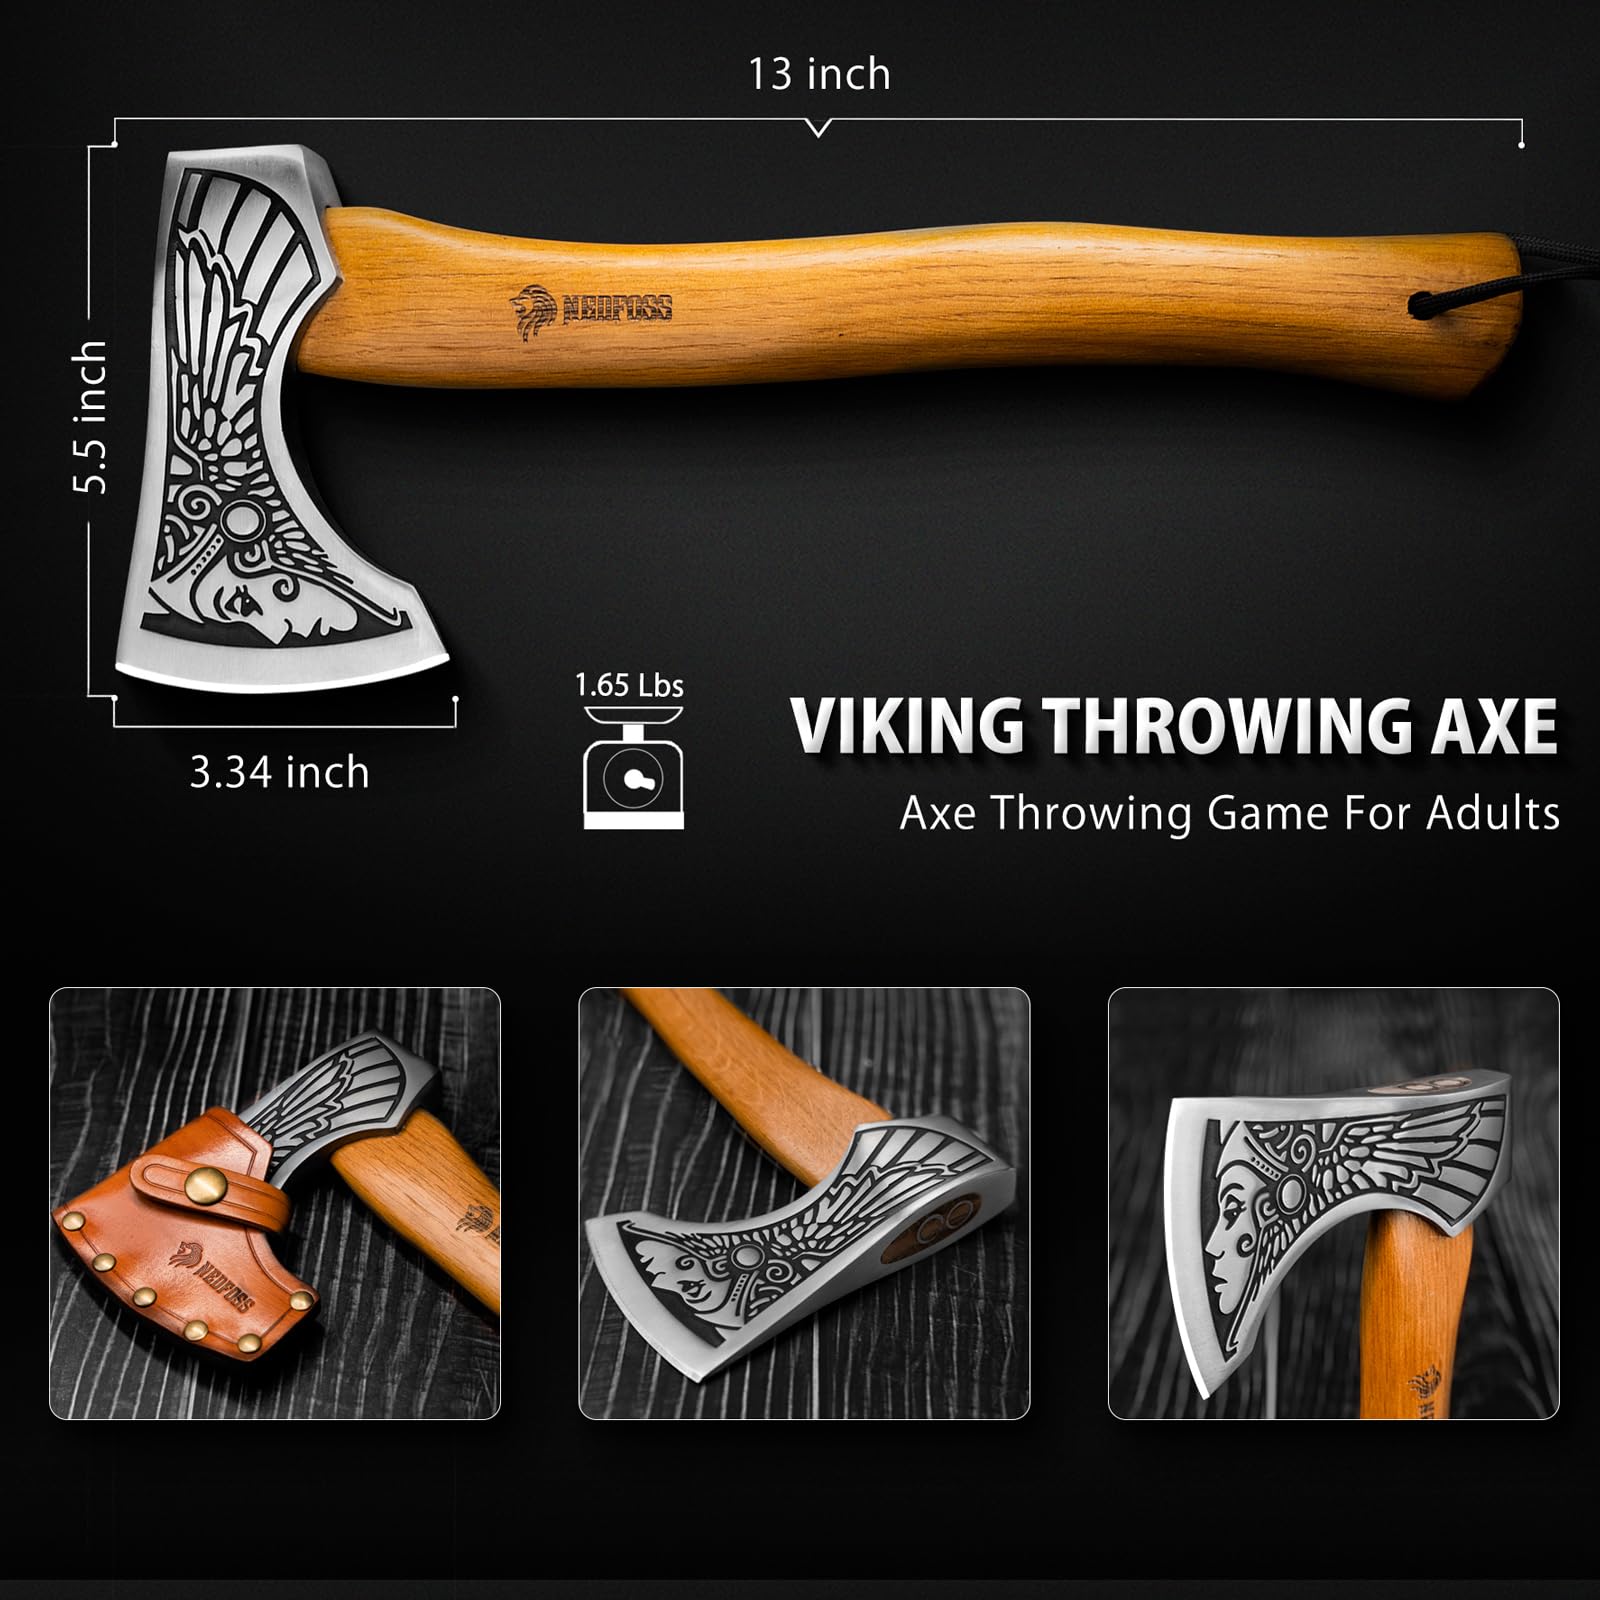 13 inch
NEDFOSS
5.5 inch
1.65 Lbs
VIKING THROWING AXE
3.34 inch
Axe Throwing Game For Adults
NEDFOSS